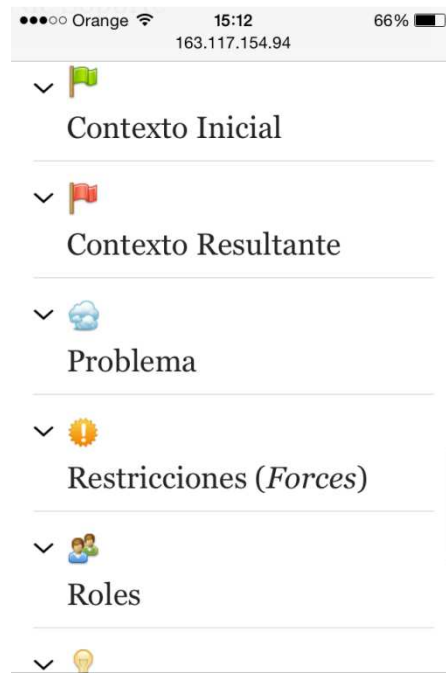 Orange 15:12 66%
163.117.154.94
Contexto Inicial
Contexto Resultante
Problema
Restricciones (Forces)
Roles